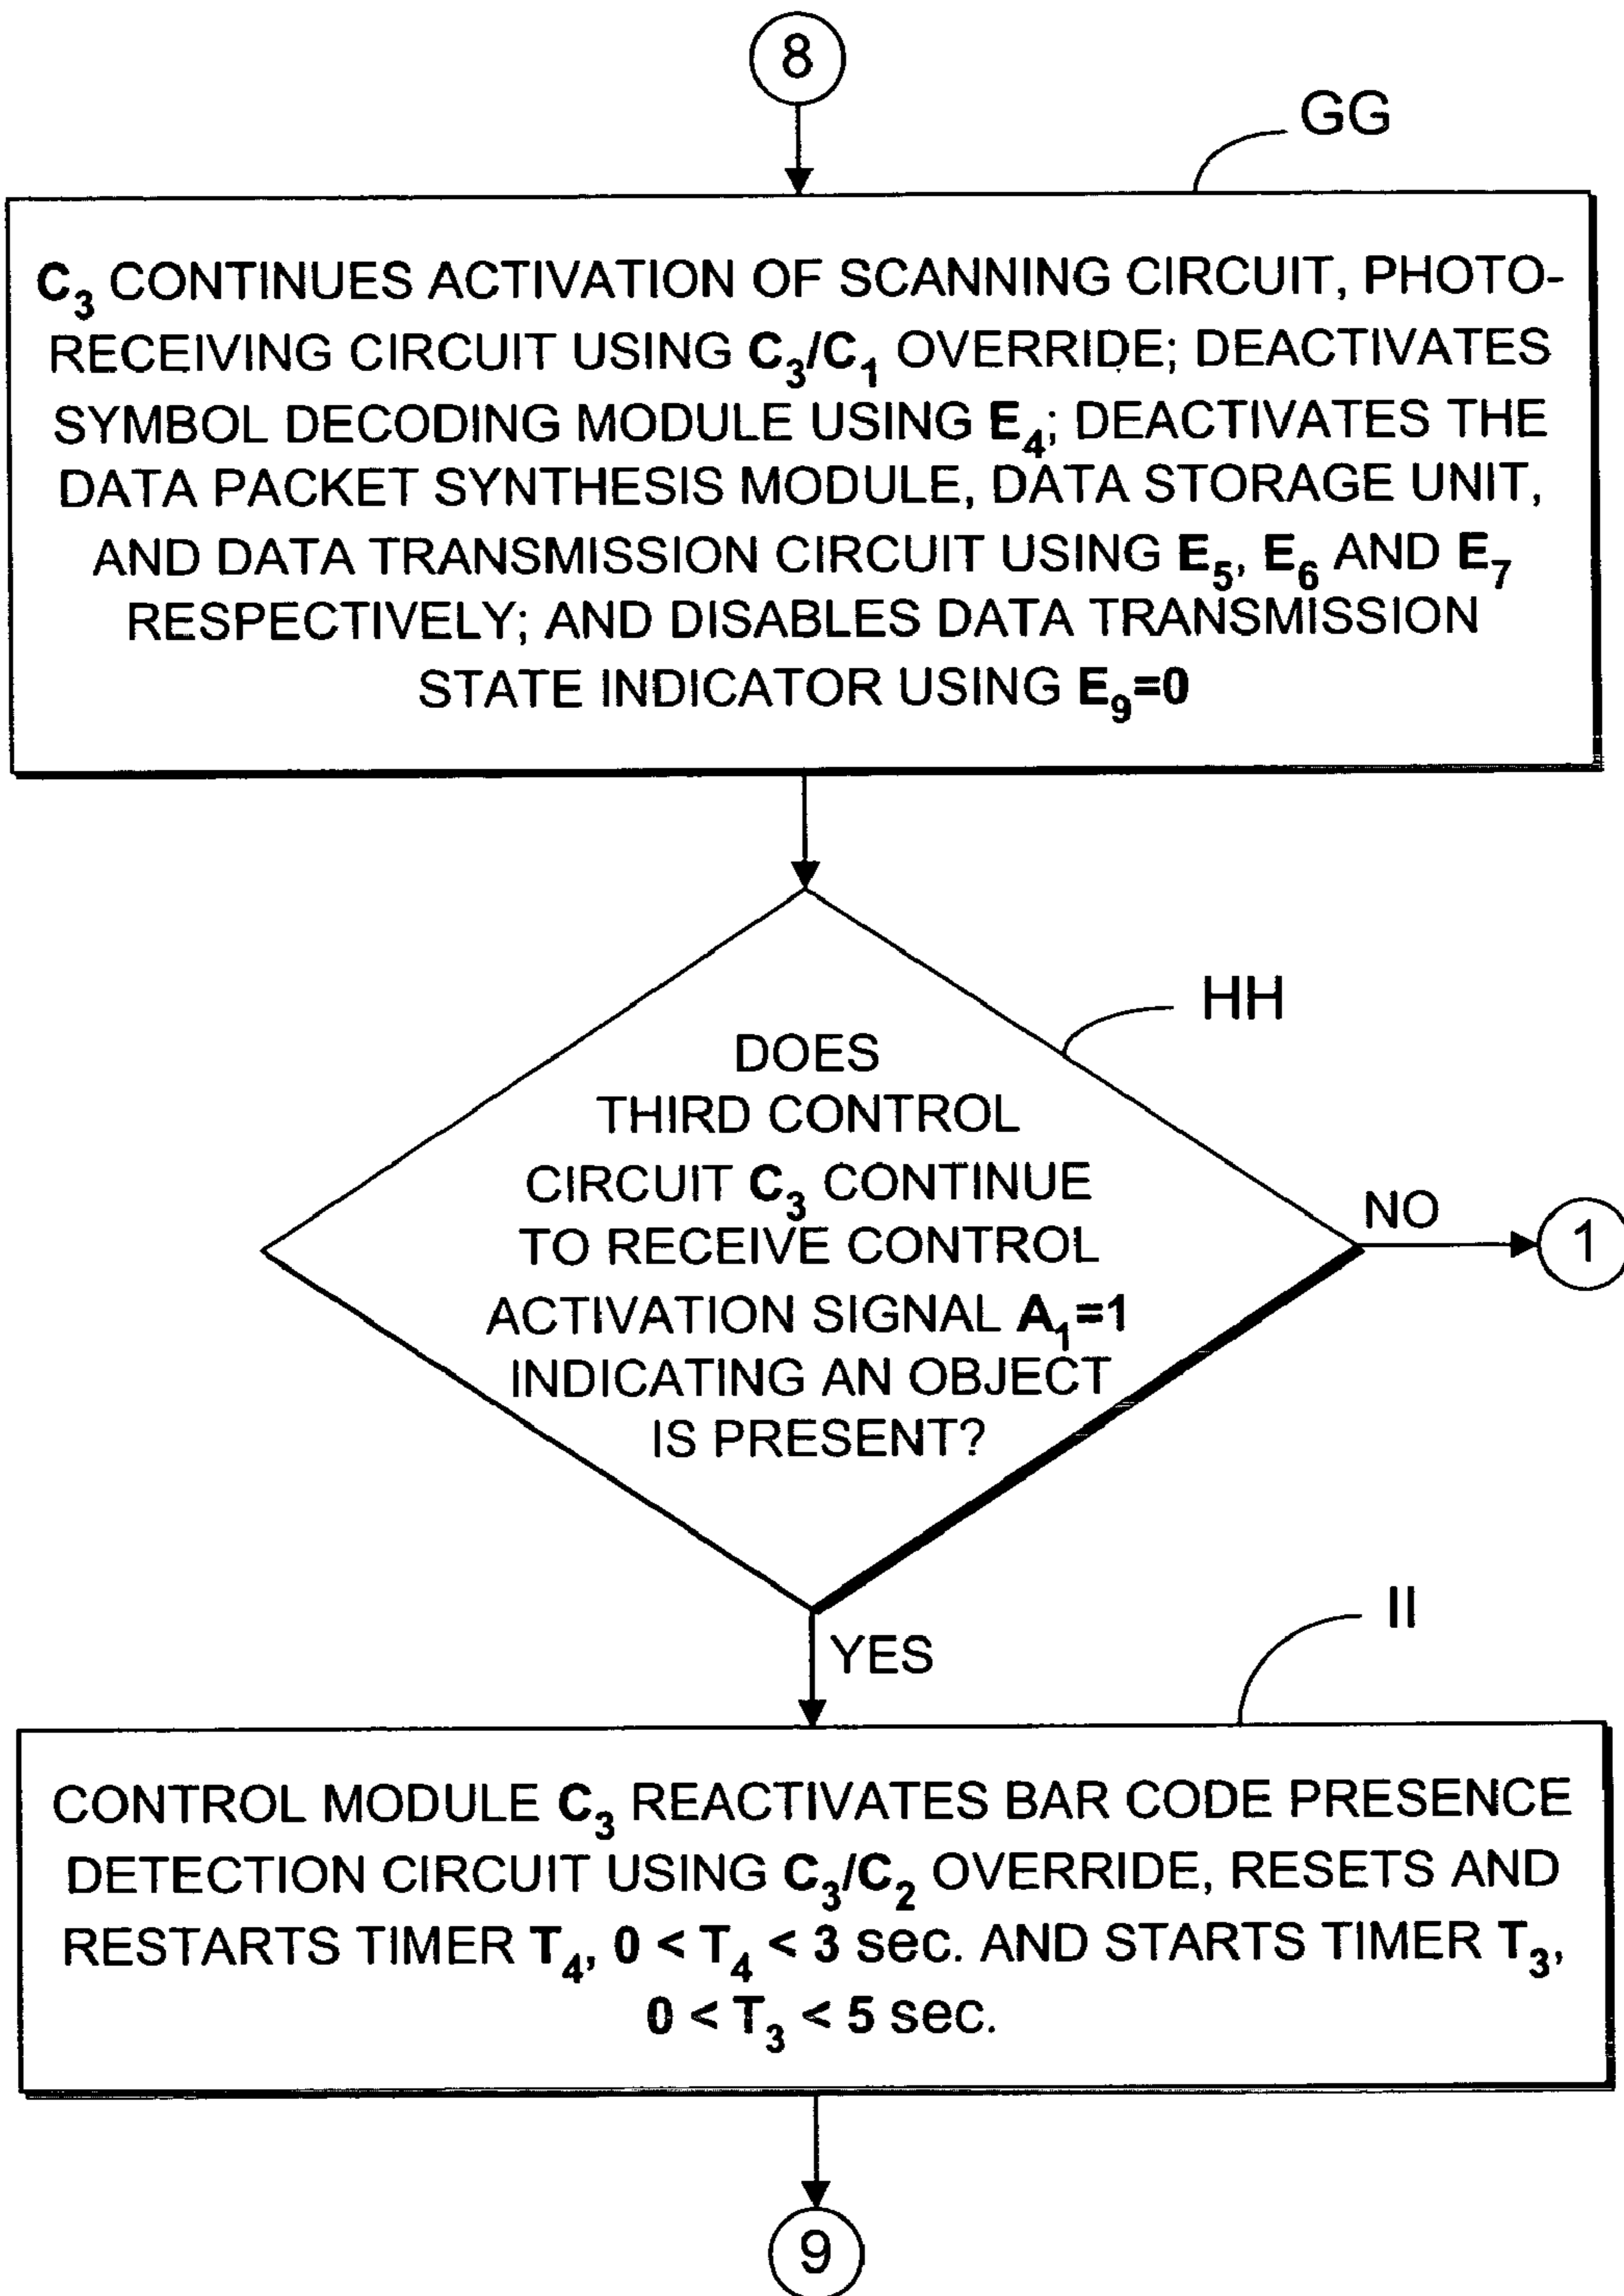 8
GG
C₃ CONTINUES ACTIVATION OF SCANNING CIRCUIT, PHOTO-
RECEIVING CIRCUIT USING C₃/C₁ OVERRIDE; DEACTIVATES
SYMBOL DECODING MODULE USING E₄; DEACTIVATES THE
DATA PACKET SYNTHESIS MODULE, DATA STORAGE UNIT,
AND DATA TRANSMISSION CIRCUIT USING E₅, E₆ AND E₇
RESPECTIVELY; AND DISABLES DATA TRANSMISSION
STATE INDICATOR USING E₉=0
HH
DOES
THIRD CONTROL
CIRCUIT C₃ CONTINUE
TO RECEIVE CONTROL
ACTIVATION SIGNAL A₁=1
INDICATING AN OBJECT
IS PRESENT?
NO
1
YES
II
CONTROL MODULE C₃ REACTIVATES BAR CODE PRESENCE
DETECTION CIRCUIT USING C₃/C₂ OVERRIDE, RESETS AND
RESTARTS TIMER T₄, 0 < T₄ < 3 sec. AND STARTS TIMER T₃,
0 < T₃ < 5 sec.
9